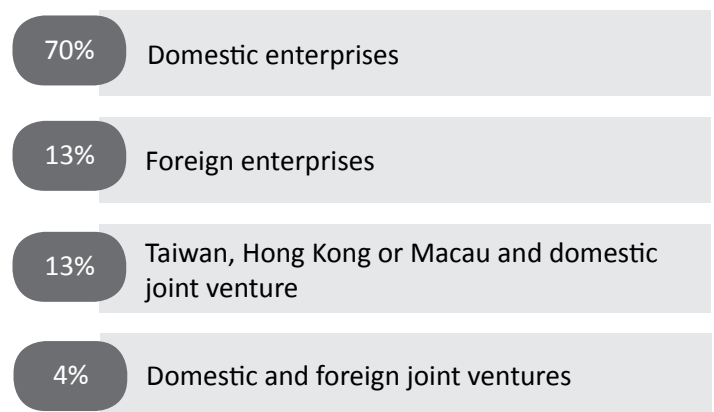 70%
Domestic enterprises
13%
Foreign enterprises
13%
Taiwan, Hong Kong or Macau and domestic
joint venture
4%
Domestic and foreign joint ventures